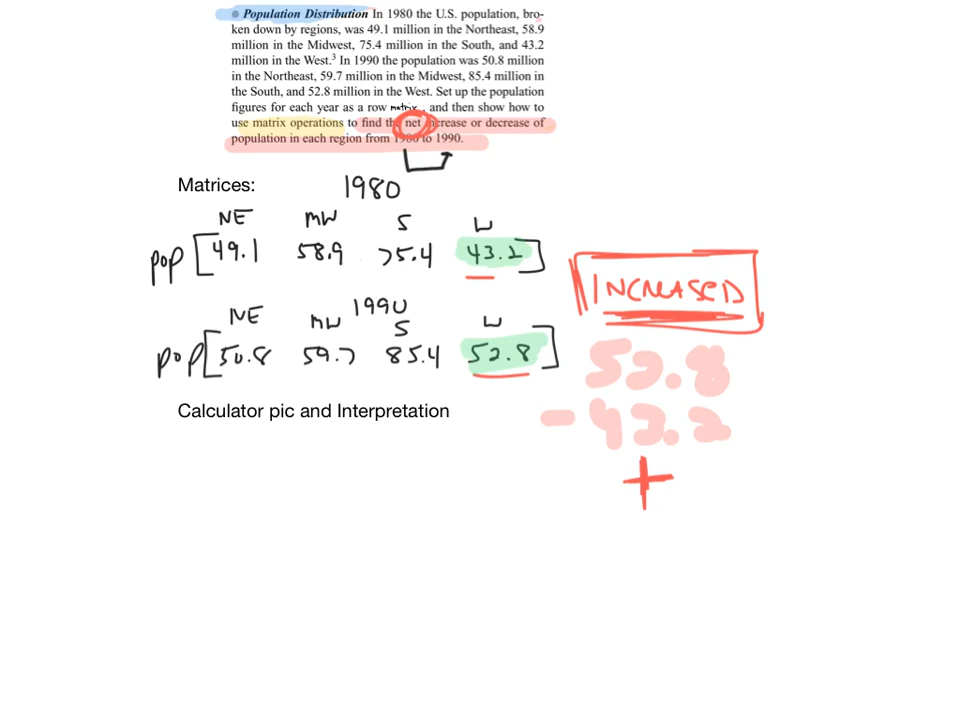 Population Distribution In 1980 the U.S. population, bro-
ken down by regions, was 49.1 million in the Northeast, 58.9
million in the Midwest, 75.4 million in the South, and 43.2
million in the West.³ In 1990 the population was 50.8 million
in the Northeast, 59.7 million in the Midwest, 85.4 million in
the South, and 52.8 million in the West. Set up the population
figures for each year as a row matrix, and then show how to
use matrix operations to find the net increase or decrease of
population in each region from 1980 to 1990.
Matrices: 1980
NE MW S W
pop [49.1 58.9 75.4 43.2]
1990
NE MW S W
pop [50.8 59.7 85.4 52.8]
INCREASED
52.8
- 43.2
+
Calculator pic and Interpretation